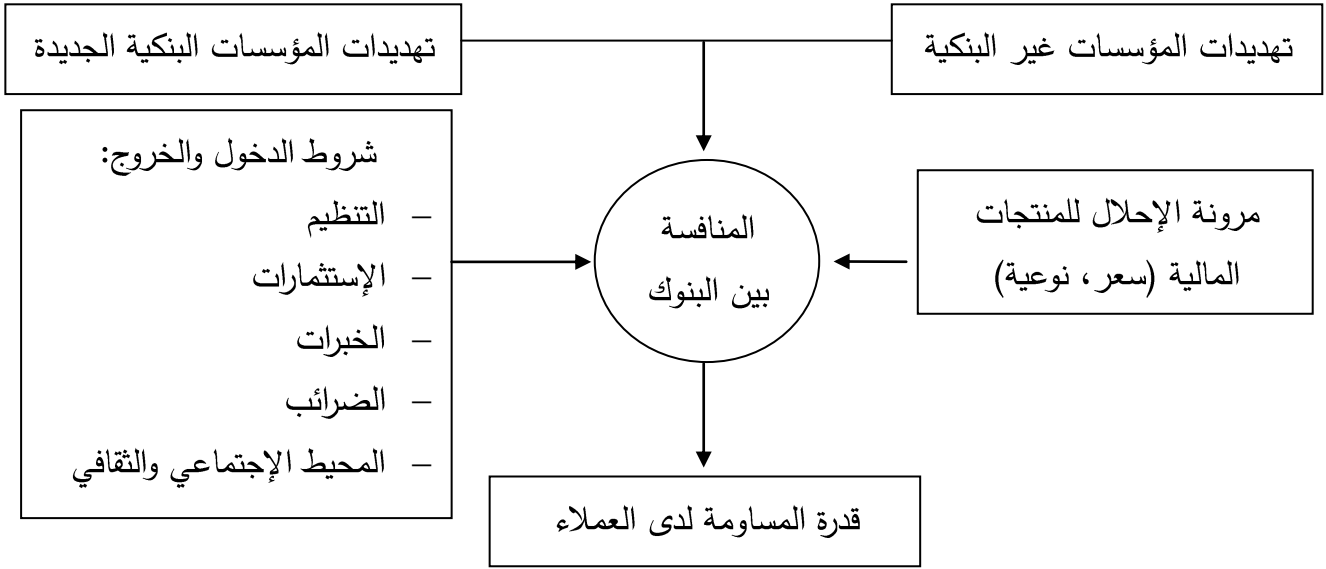 تهديدات المؤسسات غير البنكية
تهديدات المؤسسات البنكية الجديدة
مرونة الإحلال للمنتجات
المالية (سعر، نوعية)
المنافسة
بين البنوك
شروط الدخول والخروج:
– التنظيم
– الإستثمارات
– الخبرات
– الضرائب
– المحيط الإجتماعي والثقافي
قدرة المساومة لدى العملاء